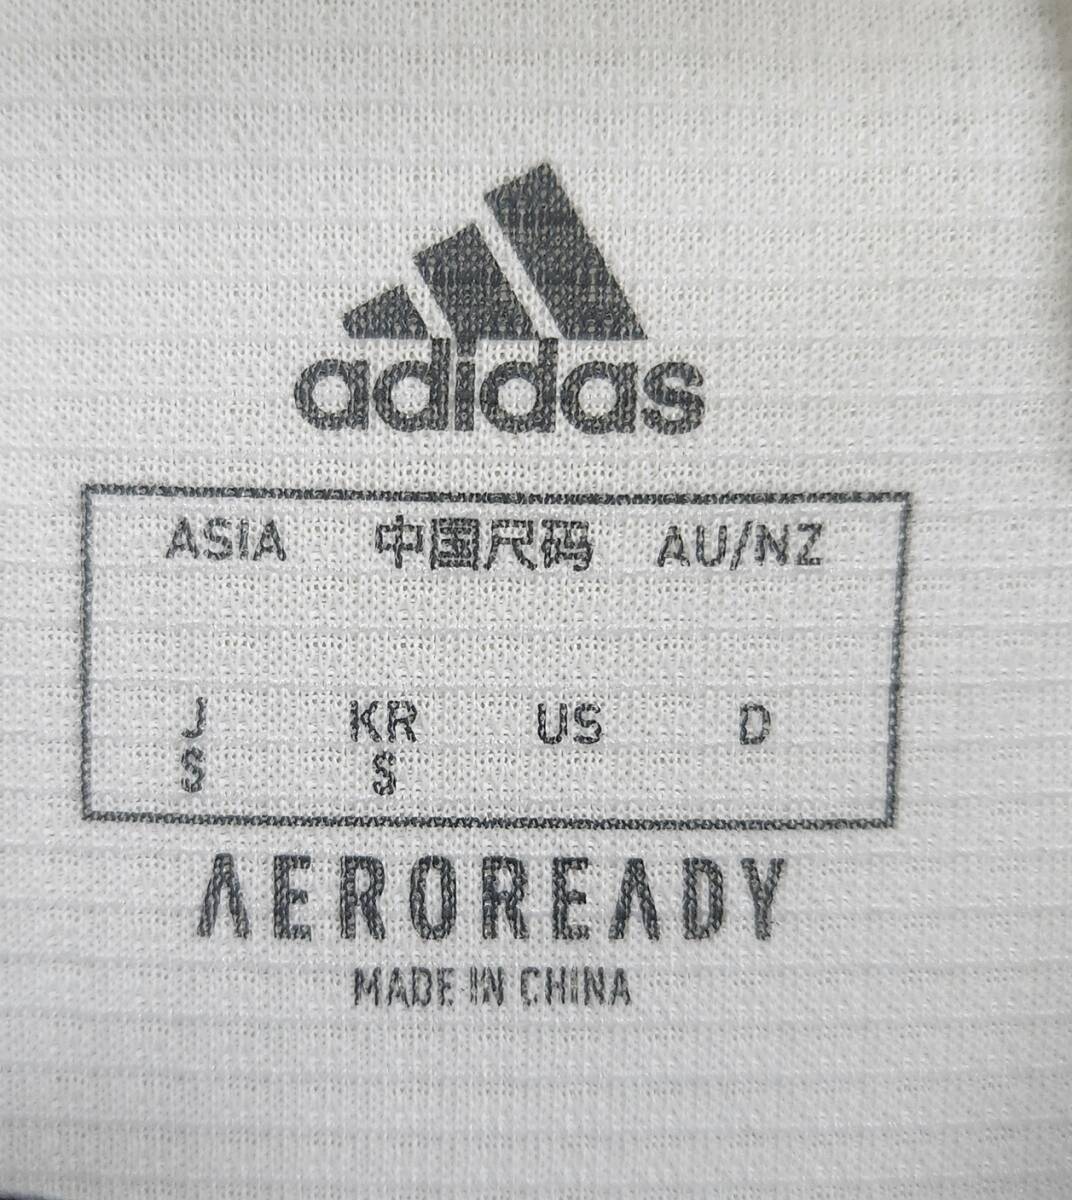 adidas
ASIA 中国尺码 AU/NZ
J KR US D
S S
AEROREADY
MADE IN CHINA